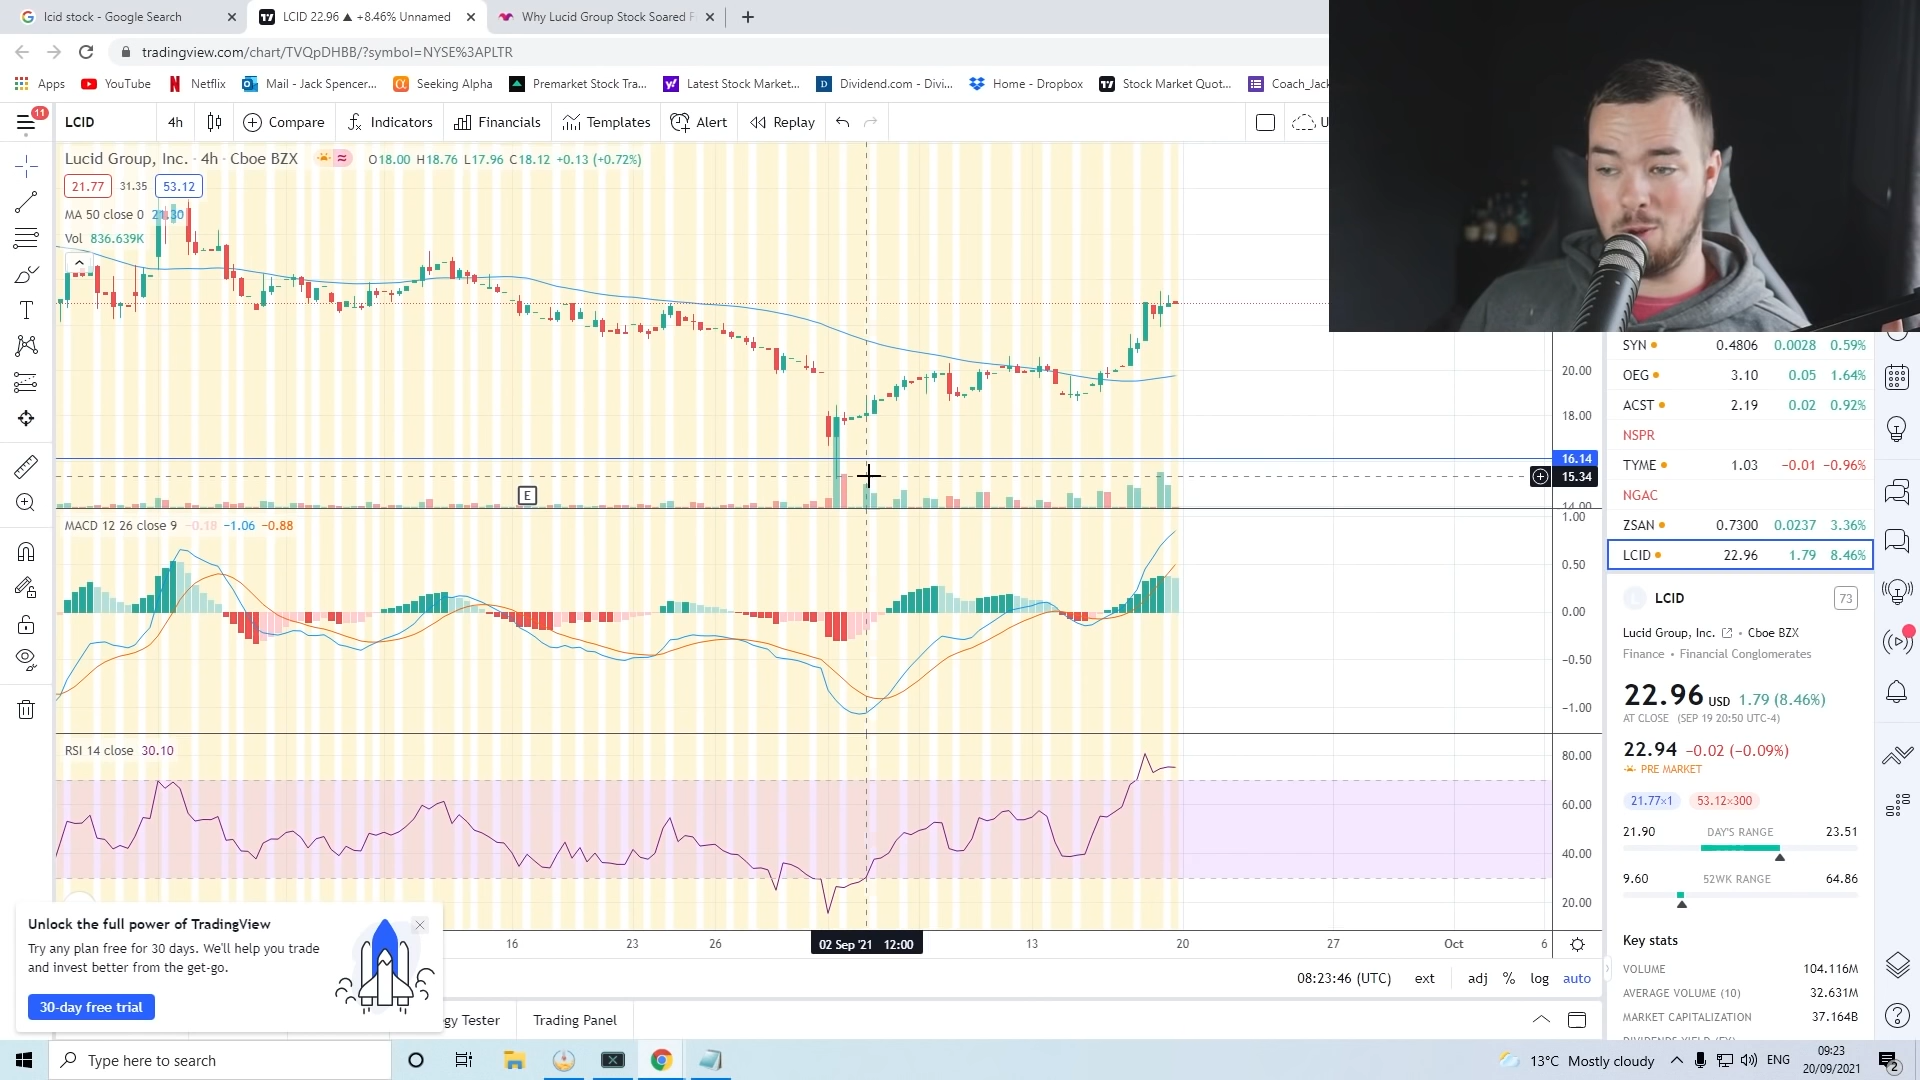 lcid stock - Google Search
LCID 22.96 ▲ +8.46% Unnamed
Why Lucid Group Stock Soared F
tradingview.com/chart/TVQpDHBB/?symbol=NYSE%3APLTR
Apps
YouTube
Netflix
Mail - Jack Spencer...
Seeking Alpha
Premarket Stock Tra...
Latest Stock Market...
Dividend.com - Divi...
Home - Dropbox
Stock Market Quot...
Coach_Jack
11
LCID
4h
Compare
Indicators
Financials
Templates
Alert
Replay
U
Lucid Group, Inc. · 4h · Cboe BZX
O18.00 H18.76 L17.96 C18.12 +0.13 (+0.72%)
21.77 31.35 53.12
MA 50 close 0 21.30
Vol 836.639K
E
20.00
18.00
16.14
15.34
14.00
MACD 12 26 close 9 −0.18 −1.06 −0.88
1.00
0.50
0.00
−0.50
−1.00
RSI 14 close 30.10
80.00
60.00
40.00
20.00
16
23
26
02 Sep '21 12:00
13
20
27
Oct
6
08:23:46 (UTC)
ext
adj
%
log
auto
Unlock the full power of TradingView
Try any plan free for 30 days. We'll help you trade
and invest better from the get-go.
30-day free trial
gy Tester
Trading Panel
SYN 0.4806 0.0028 0.59%
OEG 3.10 0.05 1.64%
ACST 2.19 0.02 0.92%
NSPR
TYME 1.03 −0.01 −0.96%
NGAC
ZSAN 0.7300 0.0237 3.36%
LCID 22.96 1.79 8.46%
L LCID 73
Lucid Group, Inc. • Cboe BZX
Finance • Financial Conglomerates
22.96 USD 1.79 (8.46%)
AT CLOSE (SEP 19 20:50 UTC-4)
22.94 −0.02 (−0.09%)
PRE MARKET
21.77×1 53.12×300
21.90 DAY'S RANGE 23.51
9.60 52WK RANGE 64.86
Key stats
VOLUME 104.116M
AVERAGE VOLUME (10) 32.631M
MARKET CAPITALIZATION 37.164B
Type here to search
13°C Mostly cloudy
ENG
09:23
20/09/2021
2